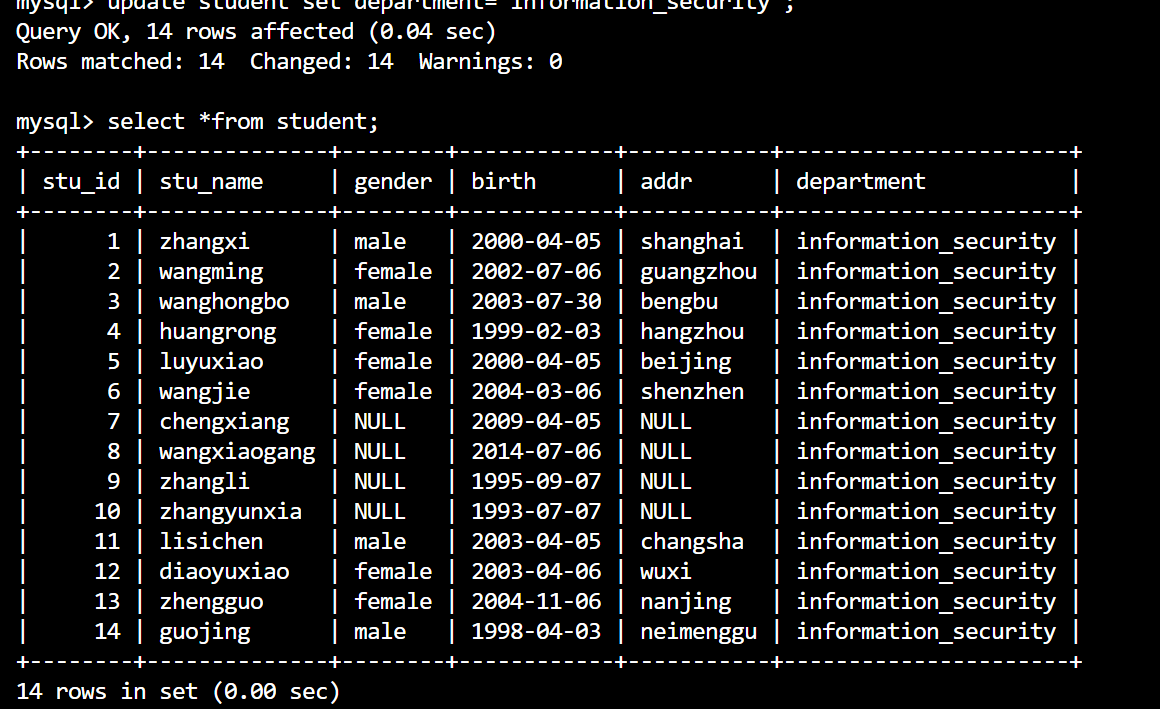 mysql> update student set department='information_security';
Query OK, 14 rows affected (0.04 sec)
Rows matched: 14  Changed: 14  Warnings: 0
mysql> select *from student;
+--------+--------------+--------+------------+-----------+----------------------+
| stu_id | stu_name     | gender | birth      | addr      | department           |
+--------+--------------+--------+------------+-----------+----------------------+
|      1 | zhangxi      | male   | 2000-04-05 | shanghai  | information_security |
|      2 | wangming     | female | 2002-07-06 | guangzhou | information_security |
|      3 | wanghongbo   | male   | 2003-07-30 | bengbu    | information_security |
|      4 | huangrong    | female | 1999-02-03 | hangzhou  | information_security |
|      5 | luyuxiao     | female | 2000-04-05 | beijing   | information_security |
|      6 | wangjie      | female | 2004-03-06 | shenzhen  | information_security |
|      7 | chengxiang   | NULL   | 2009-04-05 | NULL      | information_security |
|      8 | wangxiaogang | NULL   | 2014-07-06 | NULL      | information_security |
|      9 | zhangli      | NULL   | 1995-09-07 | NULL      | information_security |
|     10 | zhangyunxia  | NULL   | 1993-07-07 | NULL      | information_security |
|     11 | lisichen     | male   | 2003-04-05 | changsha  | information_security |
|     12 | diaoyuxiao   | female | 2003-04-06 | wuxi      | information_security |
|     13 | zhengguo     | female | 2004-11-06 | nanjing   | information_security |
|     14 | guojing      | male   | 1998-04-03 | neimenggu | information_security |
+--------+--------------+--------+------------+-----------+----------------------+
14 rows in set (0.00 sec)